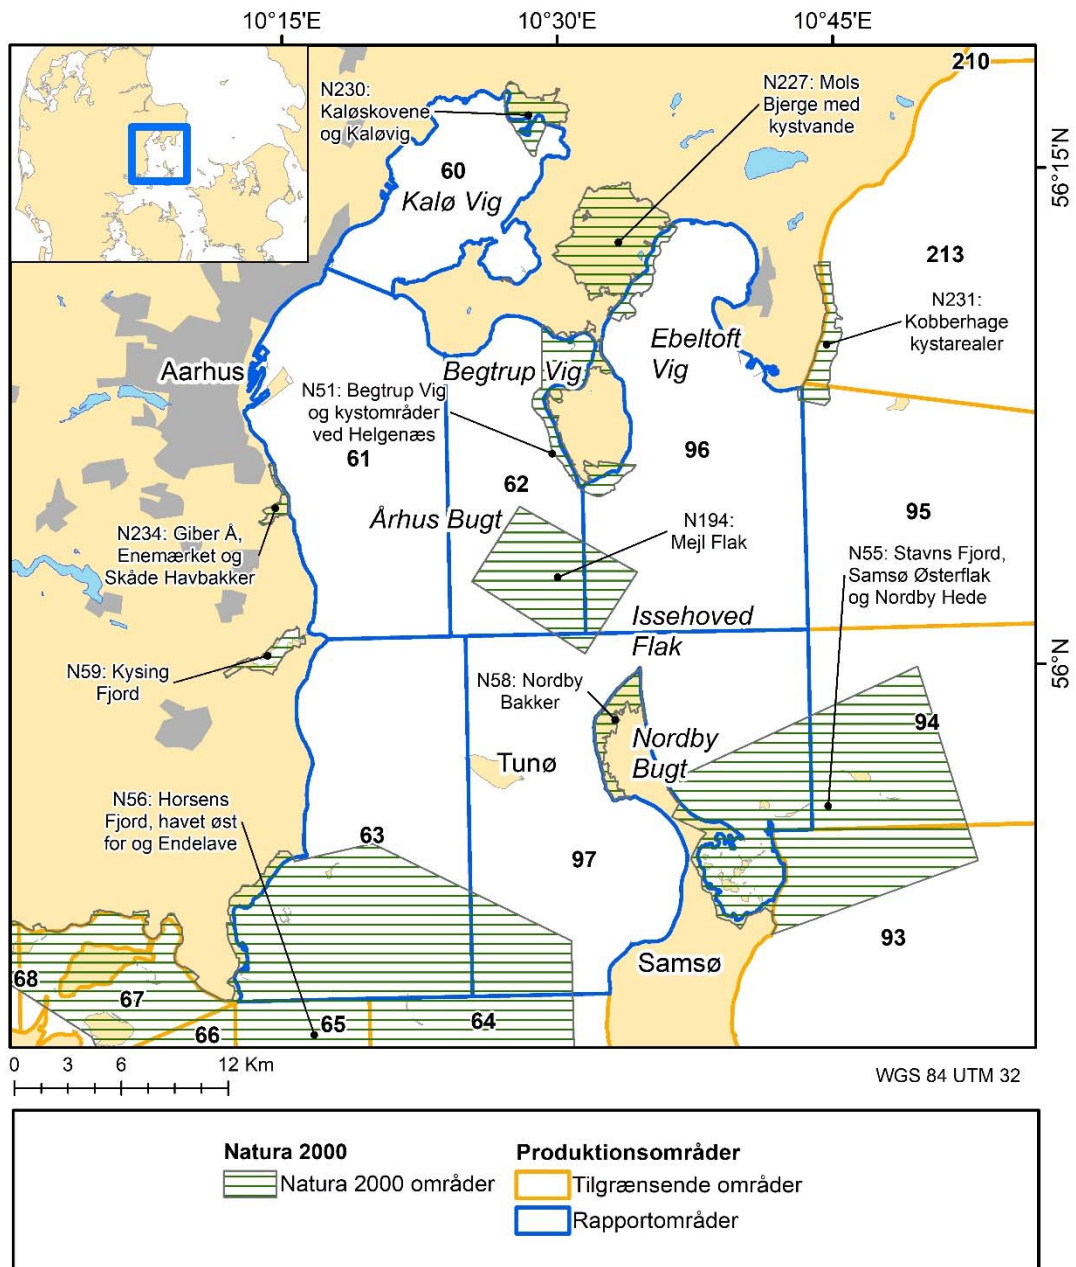 10°15'E
10°30'E
10°45'E
210
N230:
Kaløskovene
og Kaløvig
N227: Mols
Bjerge med
kystvande
56°15'N
60
Kalø Vig
213
N231:
Kobberhage
kystarealer
Ebeltoft
Vig
Aarhus
Begtrup Vig
N51: Begtrup Vig
og kystområder
ved Helgenæs
61
96
62
Århus Bugt
95
N194:
Mejl Flak
N234: Giber Å,
Enemærket og
Skåde Havbakker
N55: Stavns Fjord,
Samsø Østerflak
og Nordby Hede
Issehoved
Flak
56°N
N59: Kysing
Fjord
N58: Nordby
Bakker
94
Nordby
Bugt
Tunø
N56: Horsens
Fjord, havet øst
for og Endelave
63
97
93
Samsø
68
67
66
65
64
0 3 6 12 Km
WGS 84 UTM 32
Natura 2000
Natura 2000 områder
Produktionsområder
Tilgrænsende områder
Rapportområder